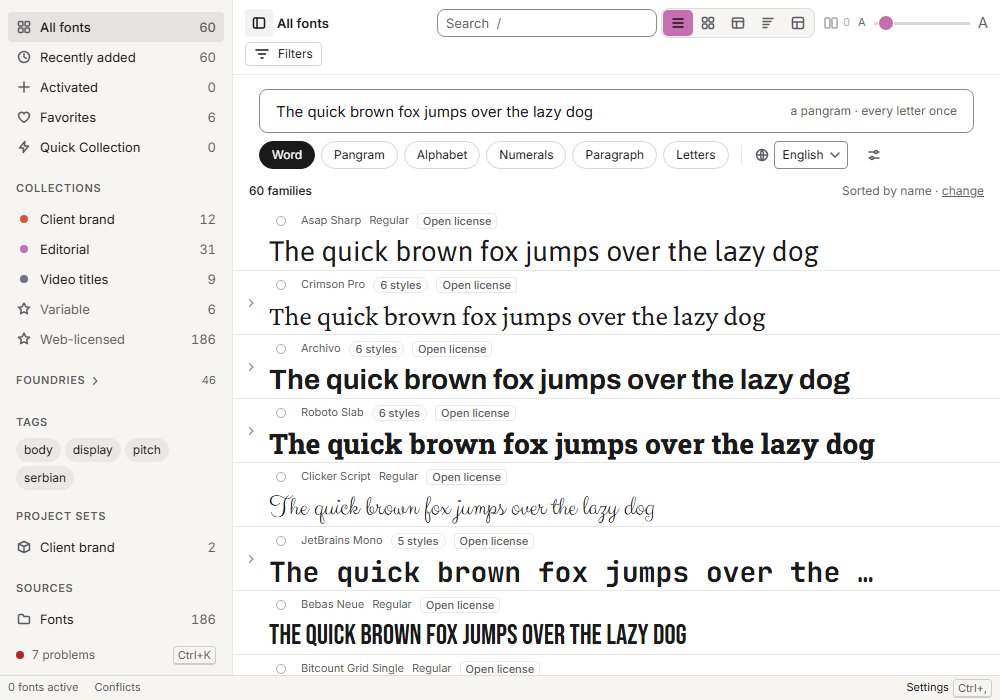 All fonts 60
Recently added 60
Activated 0
Favorites 6
Quick Collection 0
COLLECTIONS
Client brand 12
Editorial 31
Video titles 9
Variable 6
Web-licensed 186
FOUNDRIES 46
TAGS
body display pitch
serbian
PROJECT SETS
Client brand 2
SOURCES
Fonts 186
7 problems Ctrl+K
All fonts Search / 0 A A
Filters
The quick brown fox jumps over the lazy dog a pangram · every letter once
Word Pangram Alphabet Numerals Paragraph Letters English
60 families Sorted by name · change
Asap Sharp Regular Open license
The quick brown fox jumps over the lazy dog
Crimson Pro 6 styles Open license
The quick brown fox jumps over the lazy dog
Archivo 6 styles Open license
The quick brown fox jumps over the lazy dog
Roboto Slab 6 styles Open license
The quick brown fox jumps over the lazy dog
Clicker Script Regular Open license
The quick brown fox jumps over the lazy dog
JetBrains Mono 5 styles Open license
The quick brown fox jumps over the …
Bebas Neue Regular Open license
THE QUICK BROWN FOX JUMPS OVER THE LAZY DOG
Bitcount Grid Single Regular Open license
0 fonts active Conflicts Settings Ctrl+,